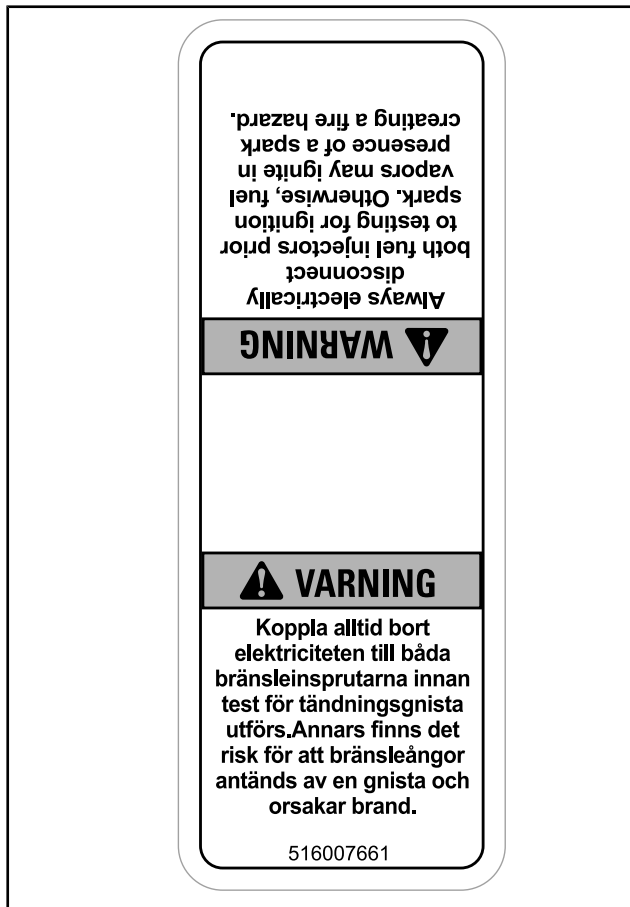 WARNING
Always electrically
disconnect
both fuel injectors prior
to testing for ignition
spark. Otherwise, fuel
vapors may ignite in
presence of a spark
creating a fire hazard.
VARNING
Koppla alltid bort
elektriciteten till båda
bränsleinsprutarna innan
test för tändningsgnista
utförs.Annars finns det
risk för att bränsleångor
antänds av en gnista och
orsakar brand.
516007661